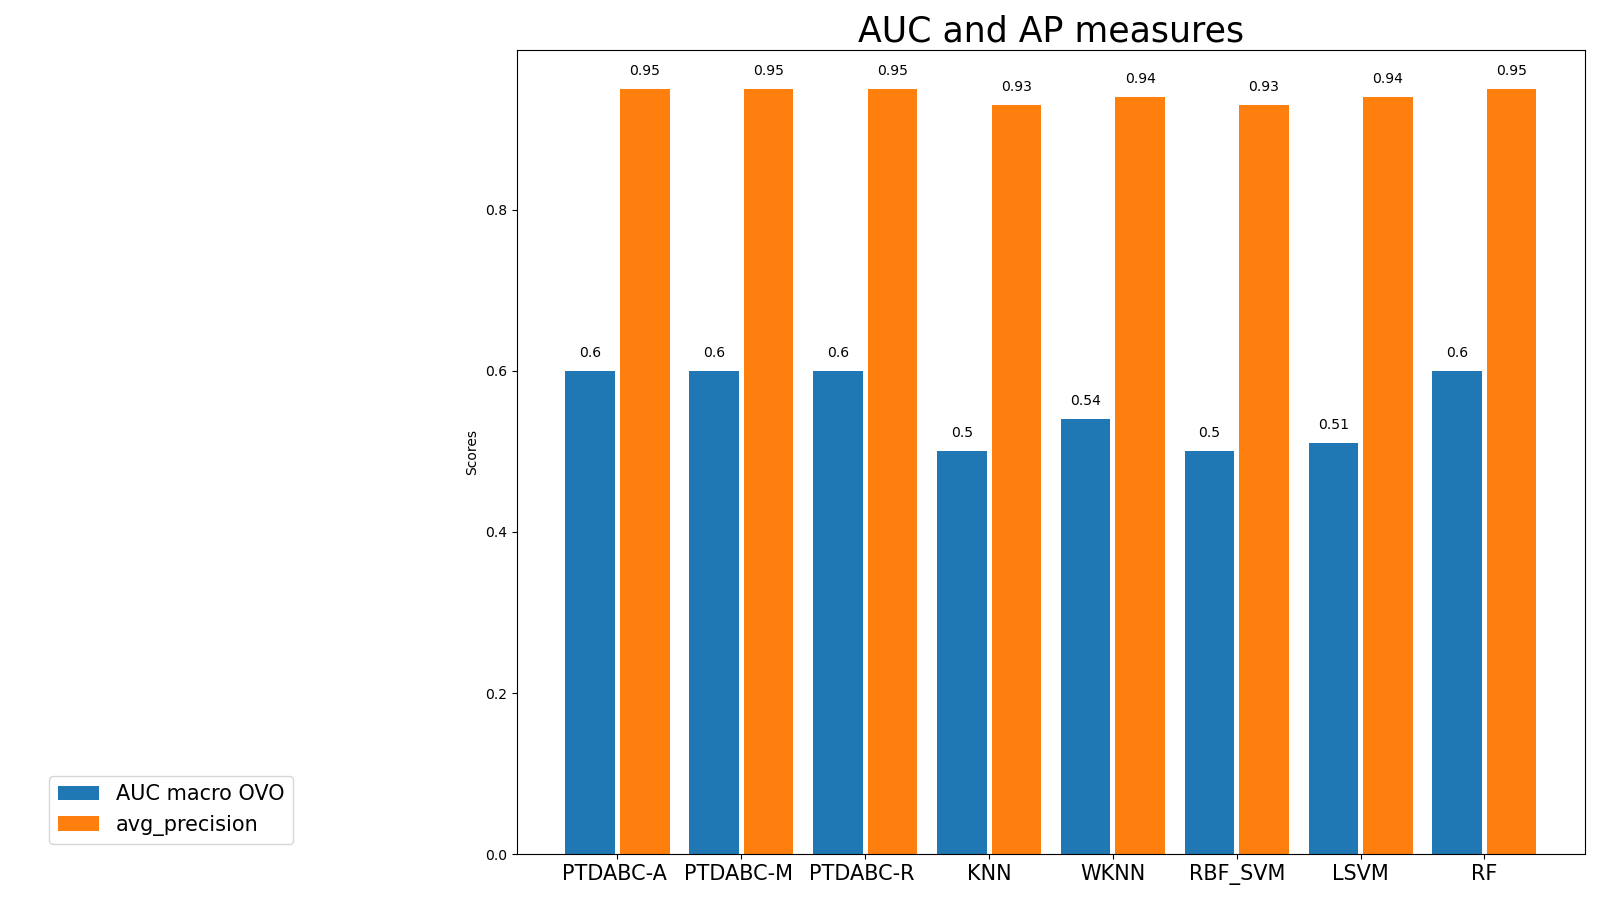 AUC and AP measures
0.95
0.95
0.95
0.93
0.94
0.93
0.94
0.95
0.8
0.6
0.6
0.6
0.6
0.6
0.5
0.54
0.5
0.51
Scores
0.4
0.2
0.0
AUC macro OVO
avg_precision
PTDABC-A
PTDABC-M
PTDABC-R
KNN
WKNN
RBF_SVM
LSVM
RF